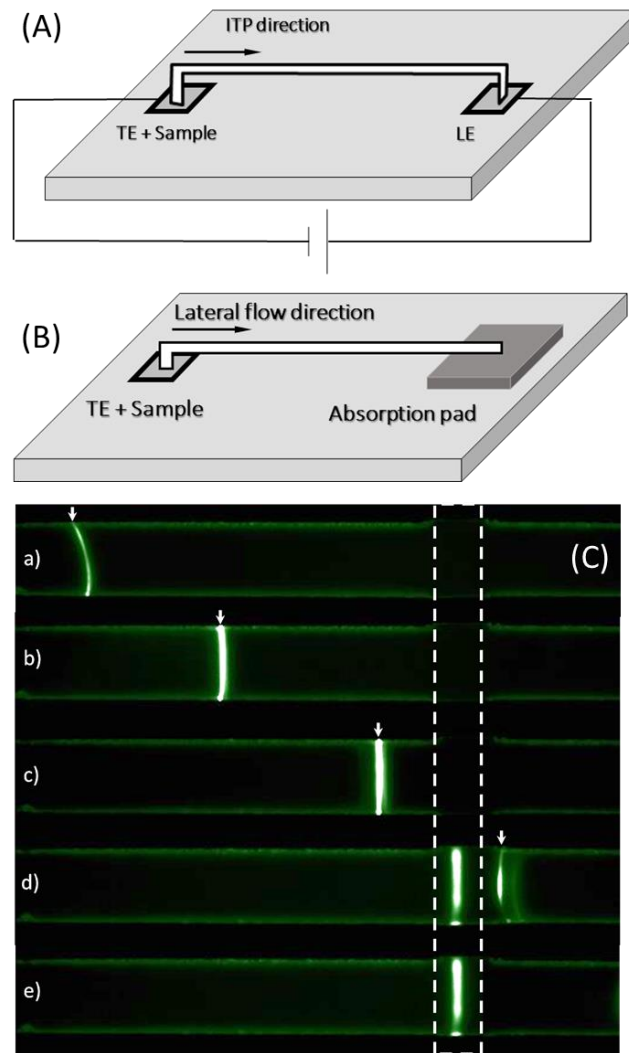 (A)
ITP direction
TE + Sample
LE
(B)
Lateral flow direction
TE + Sample
Absorption pad
(C)
a)
b)
c)
d)
e)